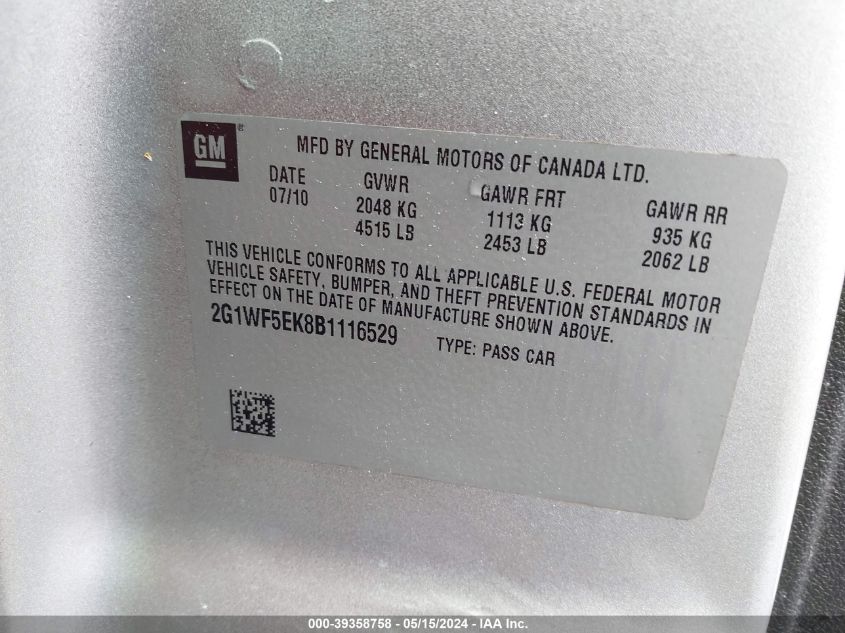 GM ®
MFD BY GENERAL MOTORS OF CANADA LTD.
DATE GVWR GAWR FRT GAWR RR
07/10 2048 KG 1113 KG 935 KG
4515 LB 2453 LB 2062 LB
THIS VEHICLE CONFORMS TO ALL APPLICABLE U.S. FEDERAL MOTOR
VEHICLE SAFETY, BUMPER, AND THEFT PREVENTION STANDARDS IN
EFFECT ON THE DATE OF MANUFACTURE SHOWN ABOVE.
2G1WF5EK8B1116529 TYPE: PASS CAR
000-39358758 - 05/15/2024 - IAA Inc.